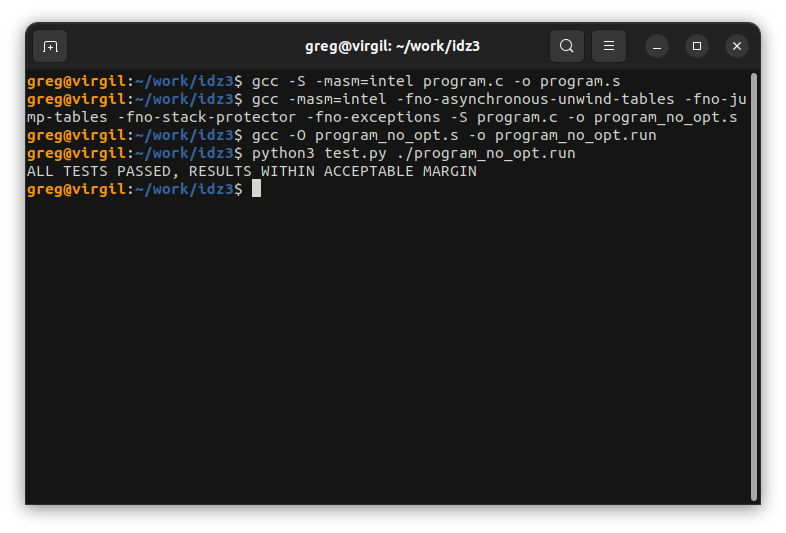 greg@virgil: ~/work/idz3
greg@virgil:~/work/idz3$ gcc -S -masm=intel program.c -o program.s
greg@virgil:~/work/idz3$ gcc -masm=intel -fno-asynchronous-unwind-tables -fno-ju
mp-tables -fno-stack-protector -fno-exceptions -S program.c -o program_no_opt.s
greg@virgil:~/work/idz3$ gcc -O program_no_opt.s -o program_no_opt.run
greg@virgil:~/work/idz3$ python3 test.py ./program_no_opt.run
ALL TESTS PASSED, RESULTS WITHIN ACCEPTABLE MARGIN
greg@virgil:~/work/idz3$